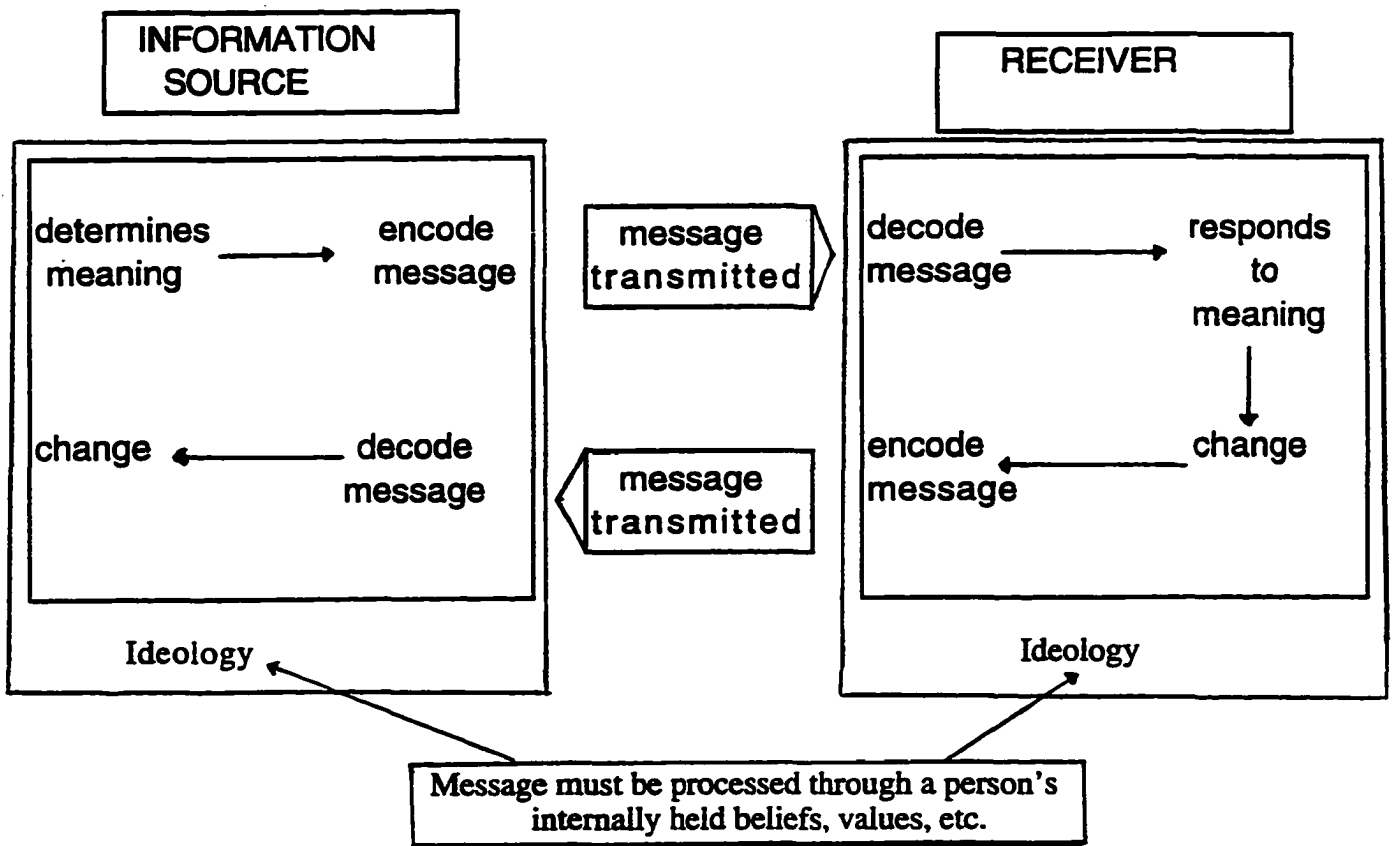 INFORMATION
SOURCE
RECEIVER
determines
meaning
encode
message
message
transmitted
decode
message
responds
to
meaning
change
decode
message
message
transmitted
encode
message
change
Ideology
Ideology
Message must be processed through a person's
internally held beliefs, values, etc.